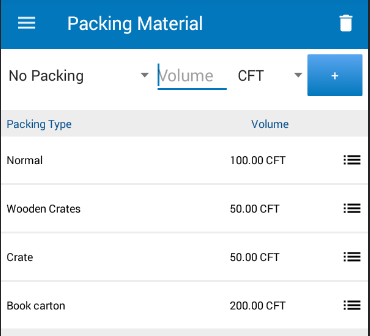 Packing Material
No Packing Volume CFT +
Packing Type Volume
Normal 100.00 CFT
Wooden Crates 50.00 CFT
Crate 50.00 CFT
Book carton 200.00 CFT